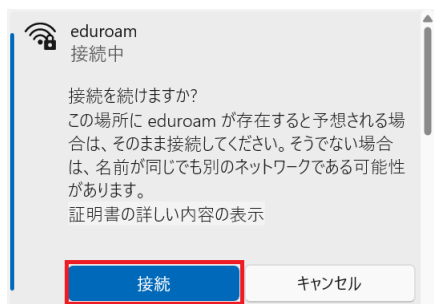 eduroam
接続中
接続を続けますか?
この場所に eduroam が存在すると予想される場
合は、そのまま接続してください。そうでない場合
は、名前が同じでも別のネットワークである可能性
があります。
証明書の詳しい内容の表示
接続
キャンセル